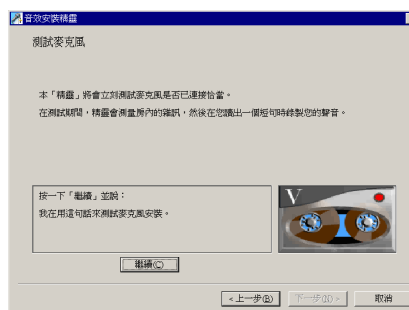 音效安裝精靈
測試麥克風
本「精靈」將會立刻測試麥克風是否已連接恰當。
在測試期間，精靈會測量房內的雜訊，然後在您讀出一個短句時錄製您的聲音。
按一下「繼續」並說：
我在用這句話來測試麥克風安裝。
V
繼續(C)
<上一步(B)
下一步(N)>
取消